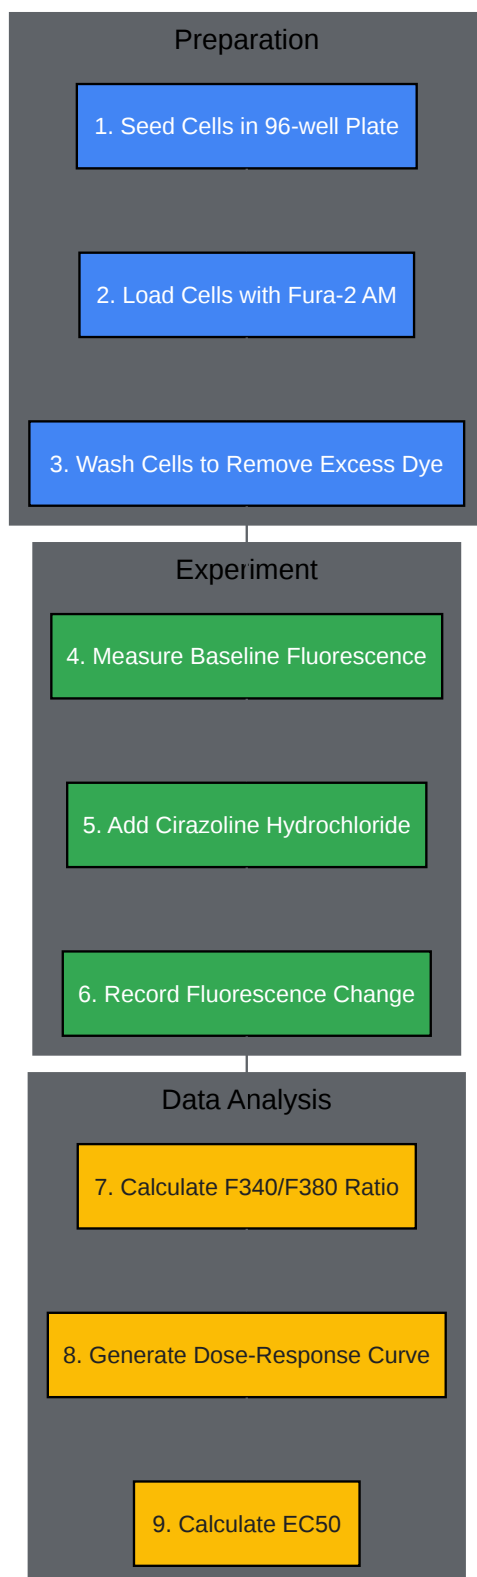 Preparation
1. Seed Cells in 96-well Plate
2. Load Cells with Fura-2 AM
3. Wash Cells to Remove Excess Dye
Experiment
4. Measure Baseline Fluorescence
5. Add Cirazoline Hydrochloride
6. Record Fluorescence Change
Data Analysis
7. Calculate F340/F380 Ratio
8. Generate Dose-Response Curve
9. Calculate EC50